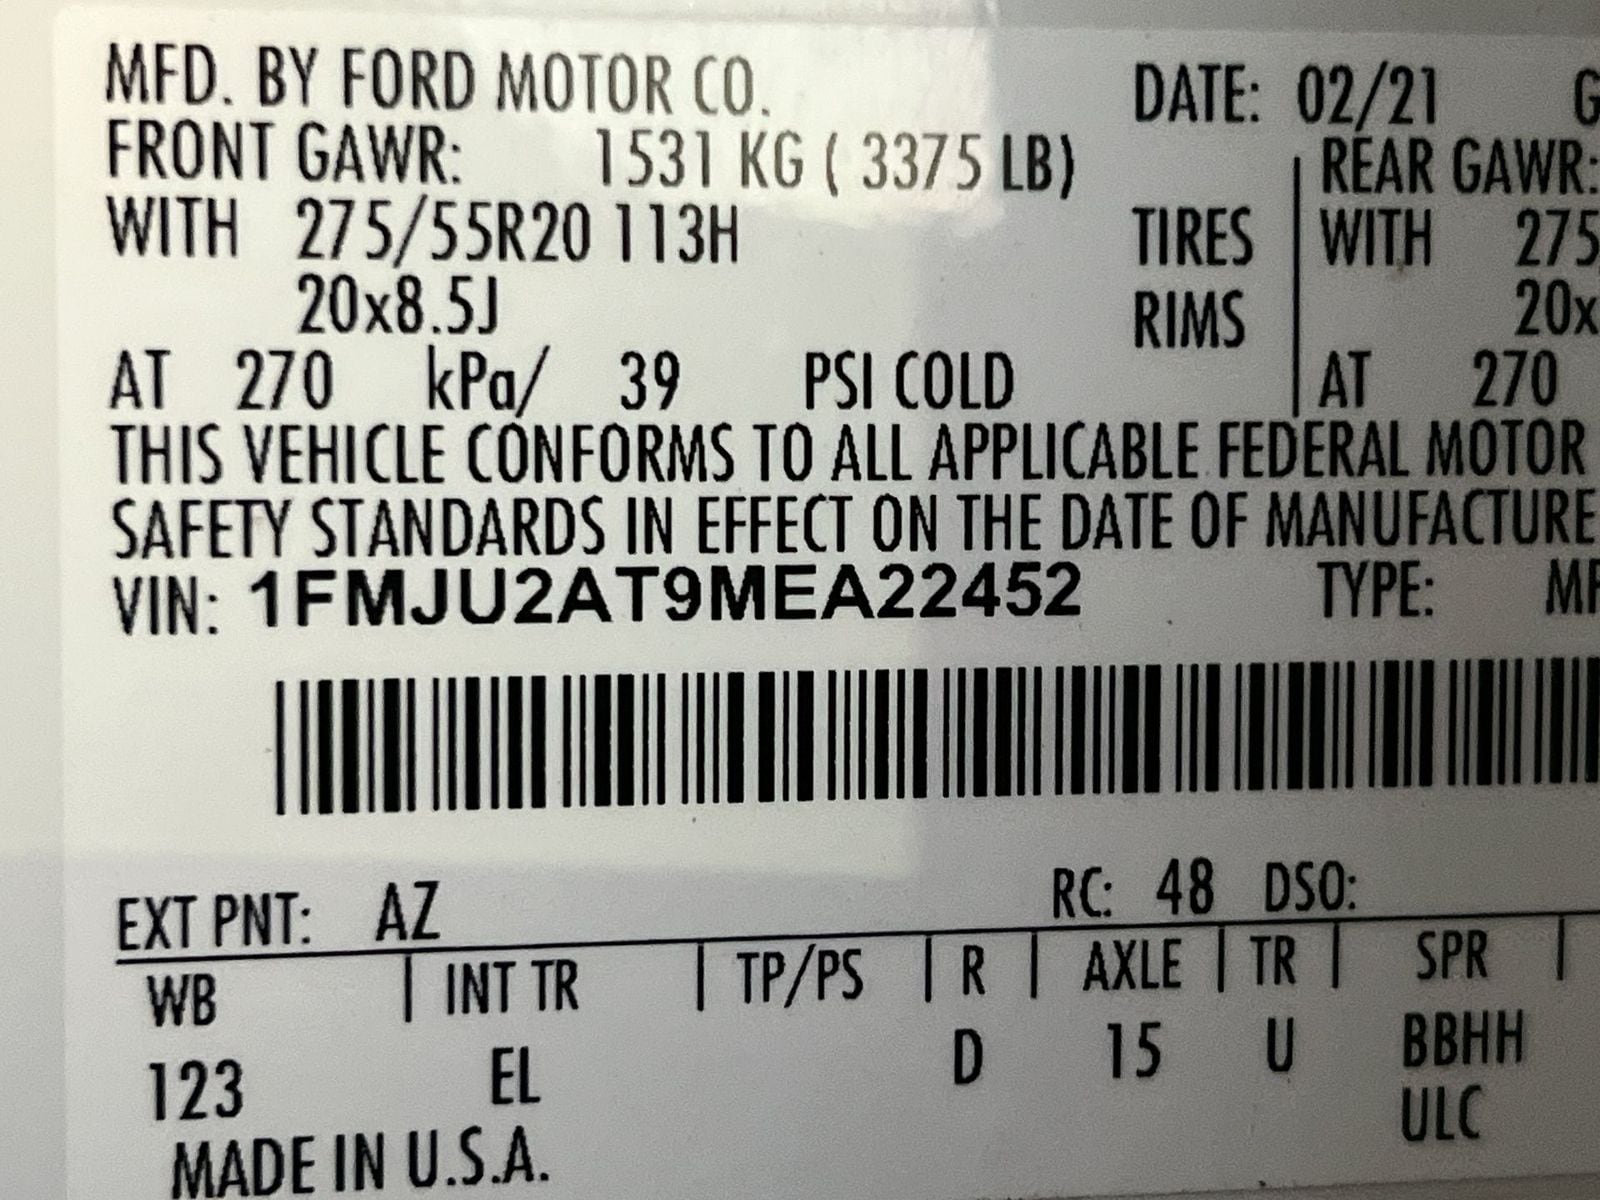 MFD. BY FORD MOTOR CO. DATE: 02/21 G
FRONT GAWR: 1531 KG ( 3375 LB) REAR GAWR:
WITH 275/55R20 113H TIRES WITH 275
20x8.5J RIMS 20x
AT 270 kPa/ 39 PSI COLD AT 270
THIS VEHICLE CONFORMS TO ALL APPLICABLE FEDERAL MOTOR
SAFETY STANDARDS IN EFFECT ON THE DATE OF MANUFACTURE
VIN: 1FMJU2AT9MEA22452 TYPE: MP
EXT PNT: AZ RC: 48 DSO:
WB | INT TR | TP/PS | R | AXLE | TR | SPR |
123 EL D 15 U BBHH
ULC
MADE IN U.S.A.